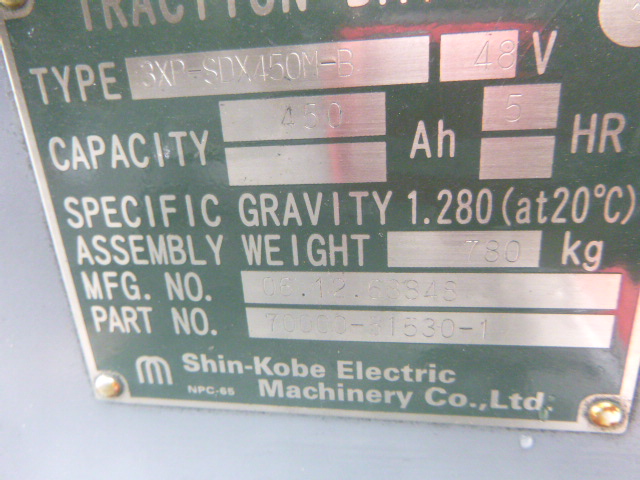 TRACTION
TYPE 3XP-SDX450M-B 48 V
450 5
CAPACITY Ah HR
SPECIFIC GRAVITY 1.280 (at20°C)
ASSEMBLY WEIGHT 780 kg
MFG. NO.
PART NO.
m Shin-Kobe Electric
NPC-65 Machinery Co.,Ltd.